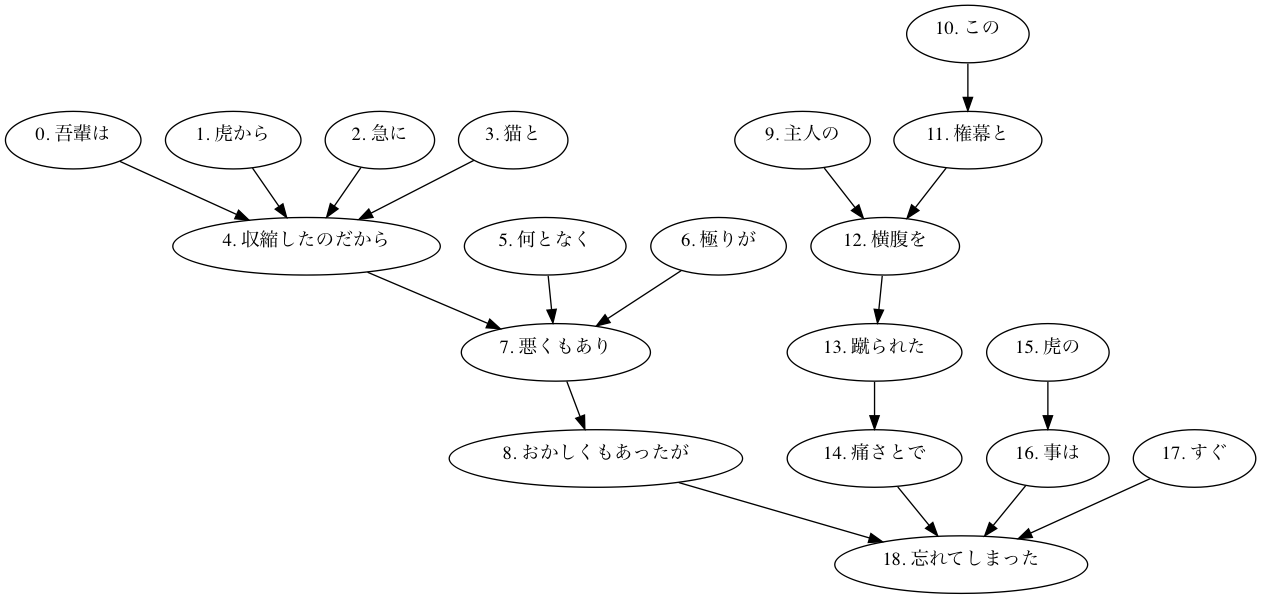 10. この
0. 吾輩は
1. 虎から
2. 急に
3. 猫と
9. 主人の
11. 権幕と
4. 収縮したのだから
5. 何となく
6. 極りが
12. 横腹を
7. 悪くもあり
13. 蹴られた
15. 虎の
8. おかしくもあったが
14. 痛さとで
16. 事は
17. すぐ
18. 忘れてしまった